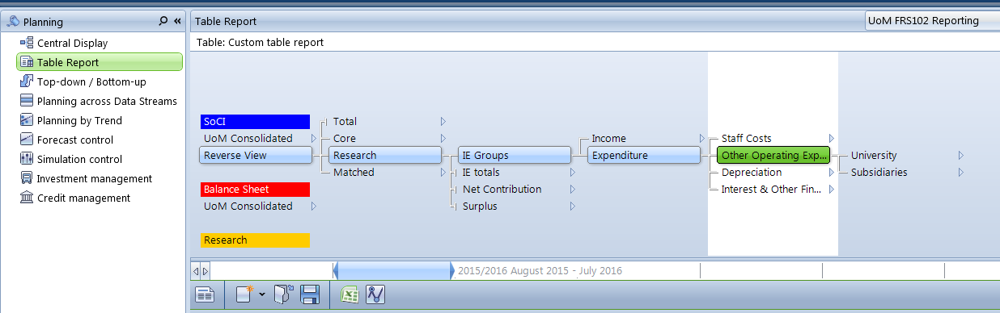 Planning
Central Display
Table Report
Top-down / Bottom-up
Planning across Data Streams
Planning by Trend
Forecast control
Simulation control
Investment management
Credit management
Table Report
UoM FRS102 Reporting
Table: Custom table report
SoCI
UoM Consolidated
Reverse View
Balance Sheet
UoM Consolidated
Research
Total
Core
Research
Matched
IE Groups
IE totals
Net Contribution
Surplus
Income
Expenditure
Staff Costs
Other Operating Exp...
Depreciation
Interest & Other Fin...
University
Subsidiaries
2015/2016 August 2015 - July 2016